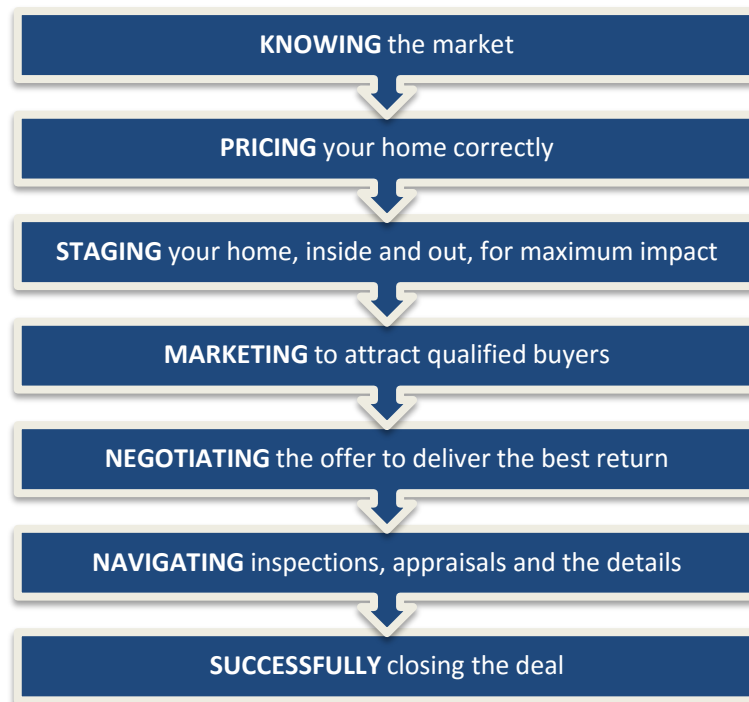 KNOWING the market
PRICING your home correctly
STAGING your home, inside and out, for maximum impact
MARKETING to attract qualified buyers
NEGOTIATING the offer to deliver the best return
NAVIGATING inspections, appraisals and the details
SUCCESSFULLY closing the deal